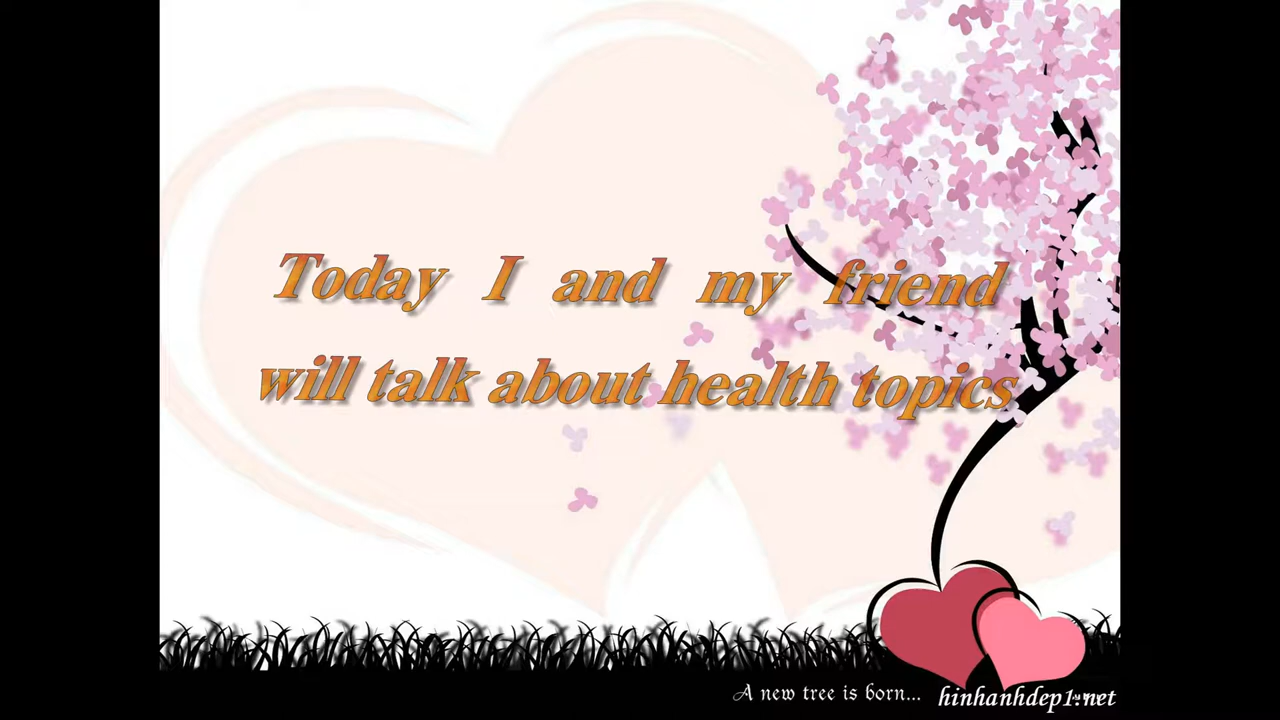 Today I and my friend
will talk about health topics
A new tree is born...
hinhanhdep1.net